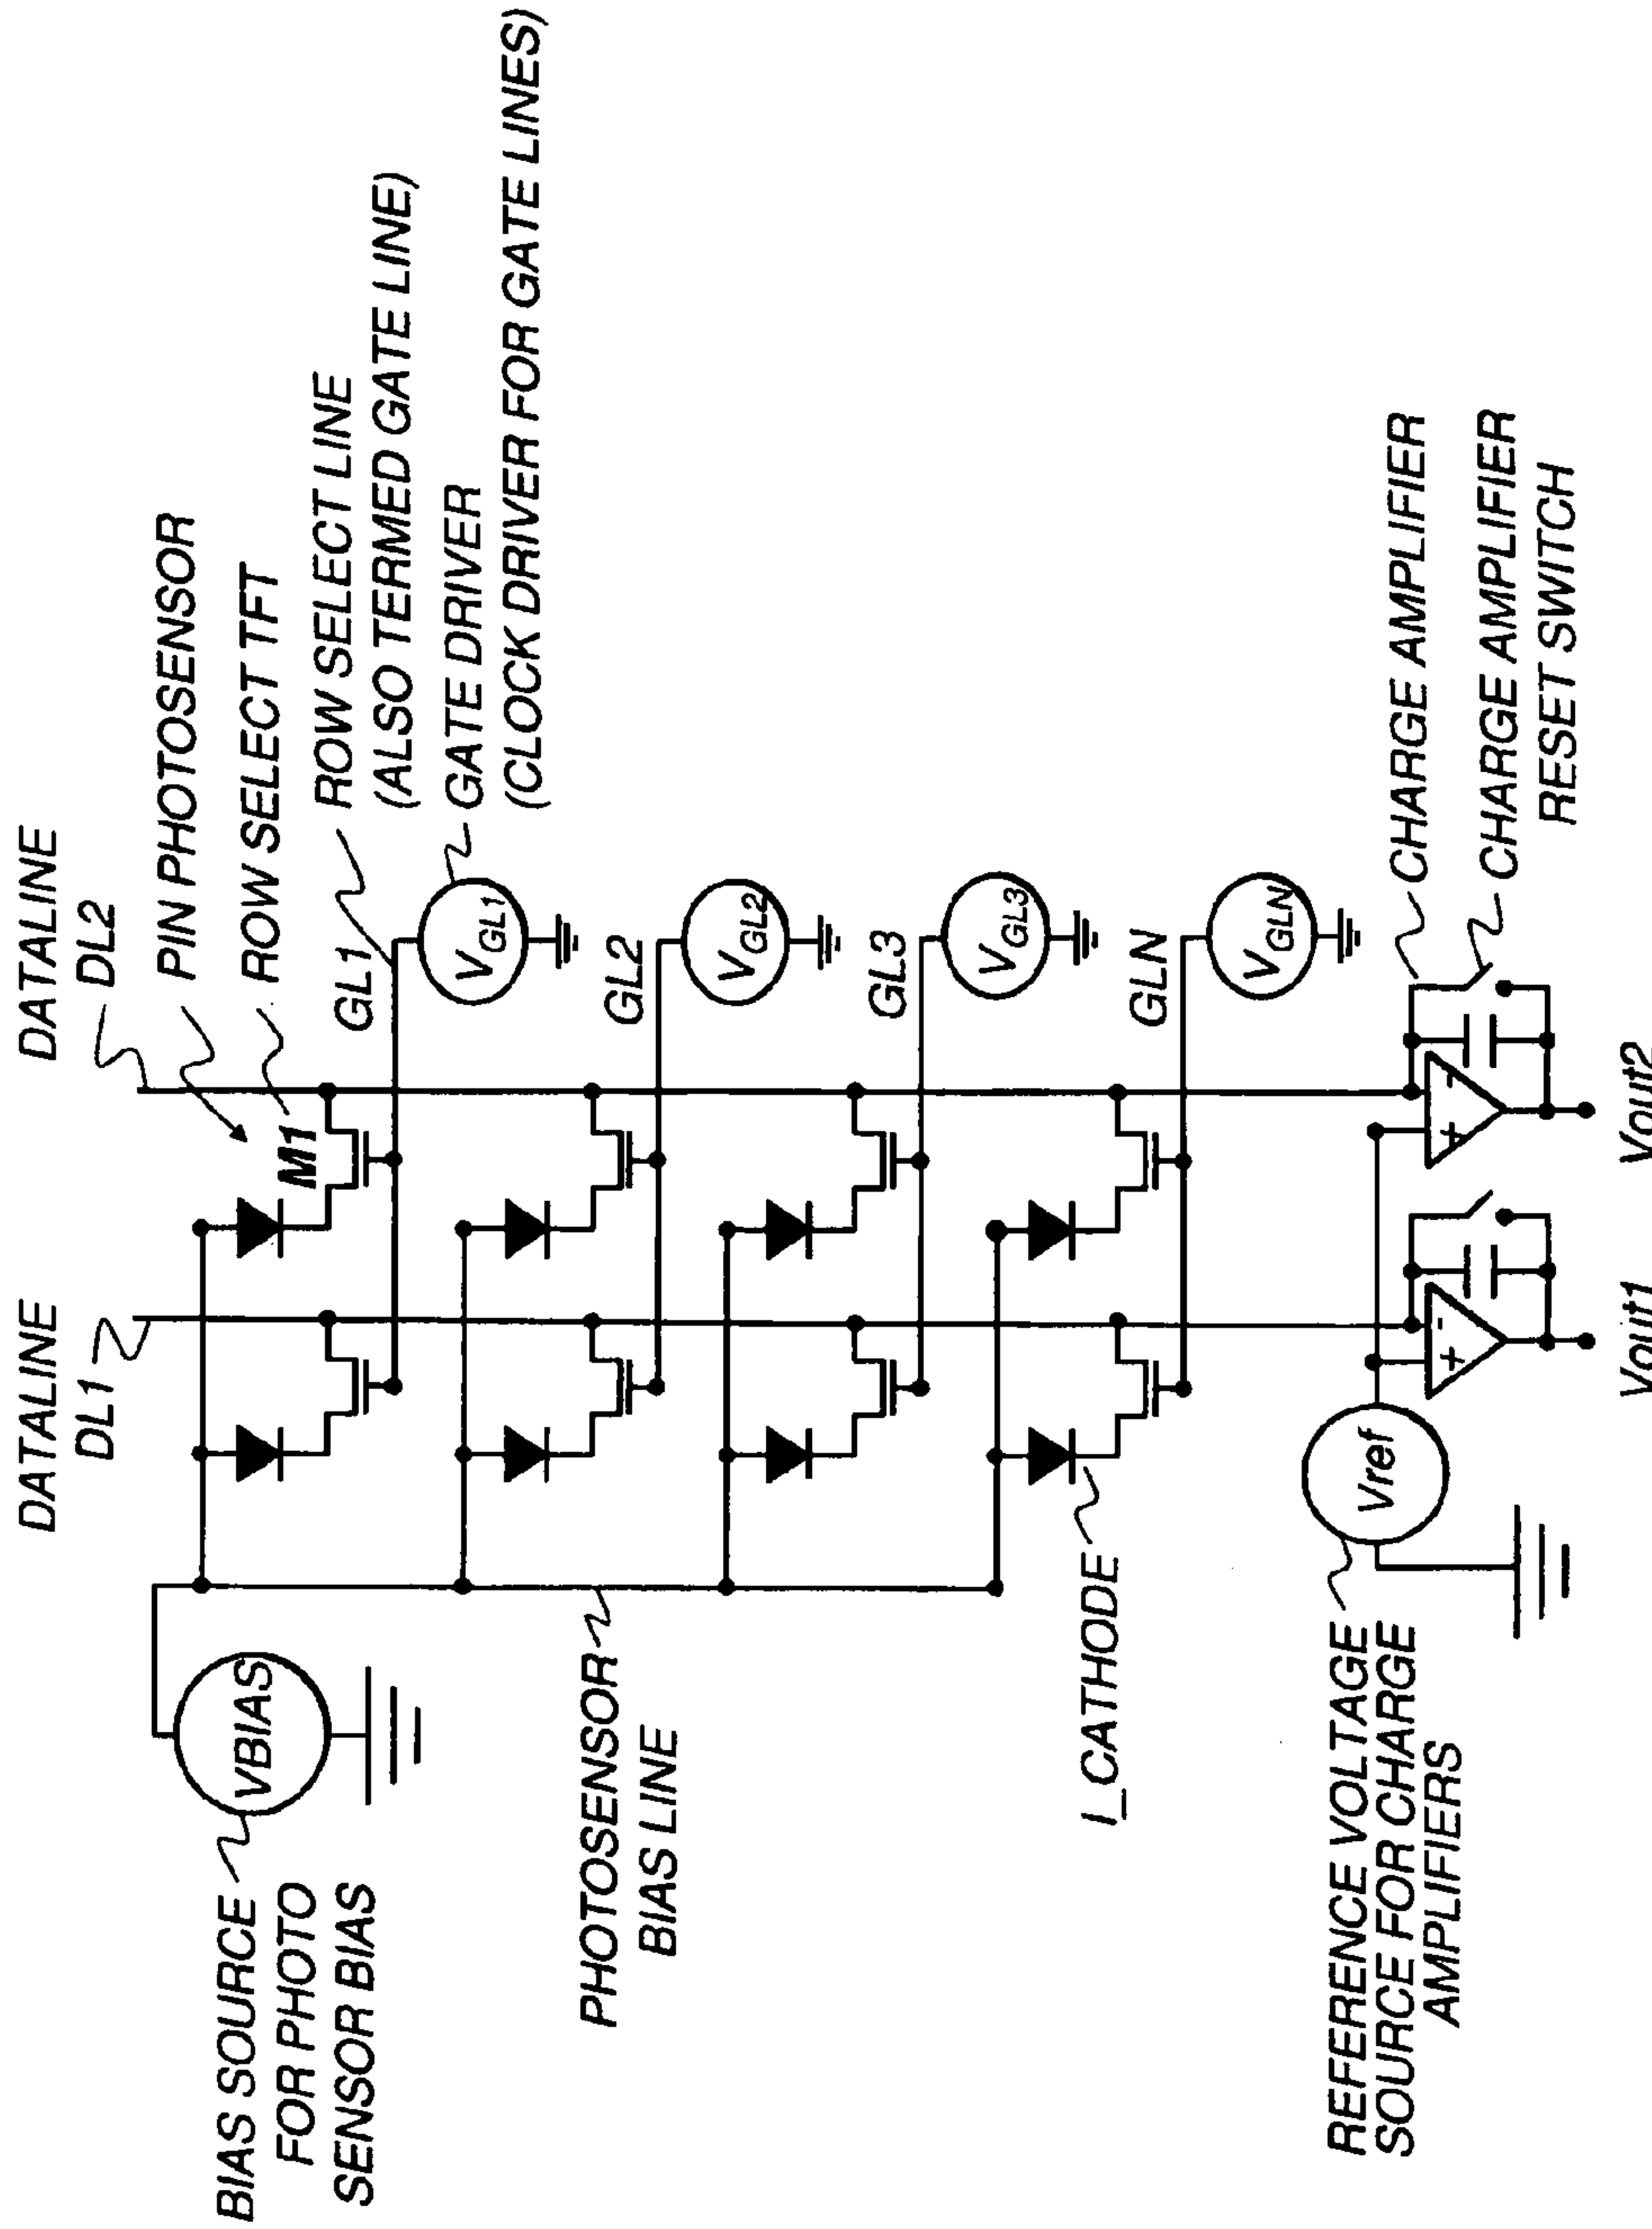 DATALINE
DL1
DATALINE
DL2
PIN PHOTOSENSOR
ROW SELECT TFT
ROW SELECT LINE
(ALSO TERMED GATE LINE)
GATE DRIVER
(CLOCK DRIVER FOR GATE LINES)
BIAS SOURCE
FOR PHOTO
SENSOR BIAS
VBIAS
M1
GL1
VGL1
GL2
VGL2
PHOTOSENSOR
BIAS LINE
GL3
VGL3
GLN
VGLN
I_CATHODE
REFERENCE VOLTAGE
SOURCE FOR CHARGE
AMPLIFIERS
Vref
+ -
+ -
CHARGE AMPLIFIER
CHARGE AMPLIFIER
RESET SWITCH
Vout1
Vout2